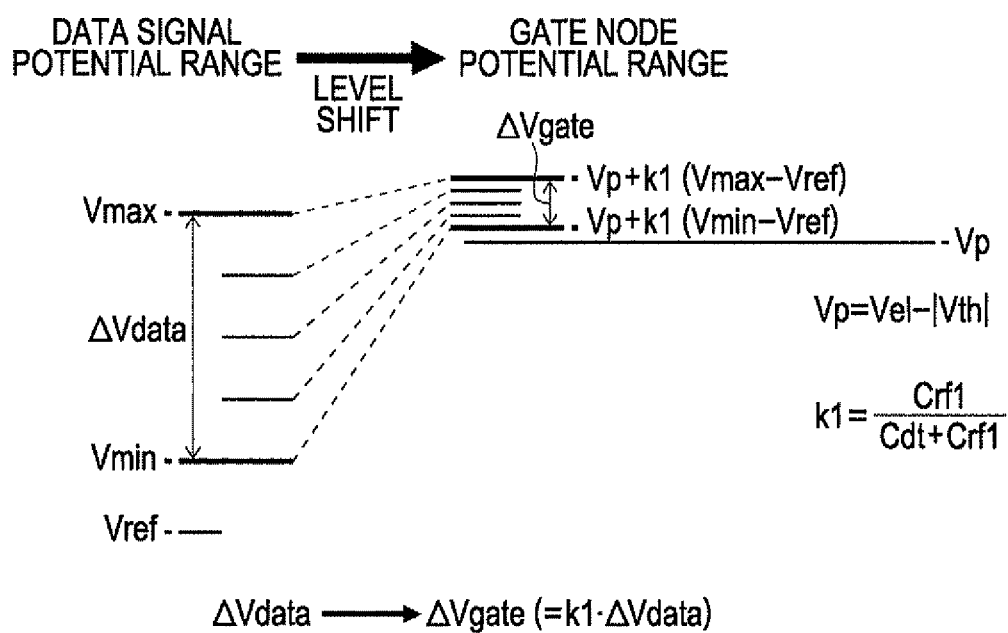 DATA SIGNAL
POTENTIAL RANGE
LEVEL
SHIFT
GATE NODE
POTENTIAL RANGE
ΔVgate
Vmax
Vp+k1 (Vmax–Vref)
Vp+k1 (Vmin–Vref)
Vp
ΔVdata
Vp=Vel–|Vth|
k1 = Crf1
Cdt+Crf1
Vmin
Vref
ΔVdata → ΔVgate (=k1·ΔVdata)